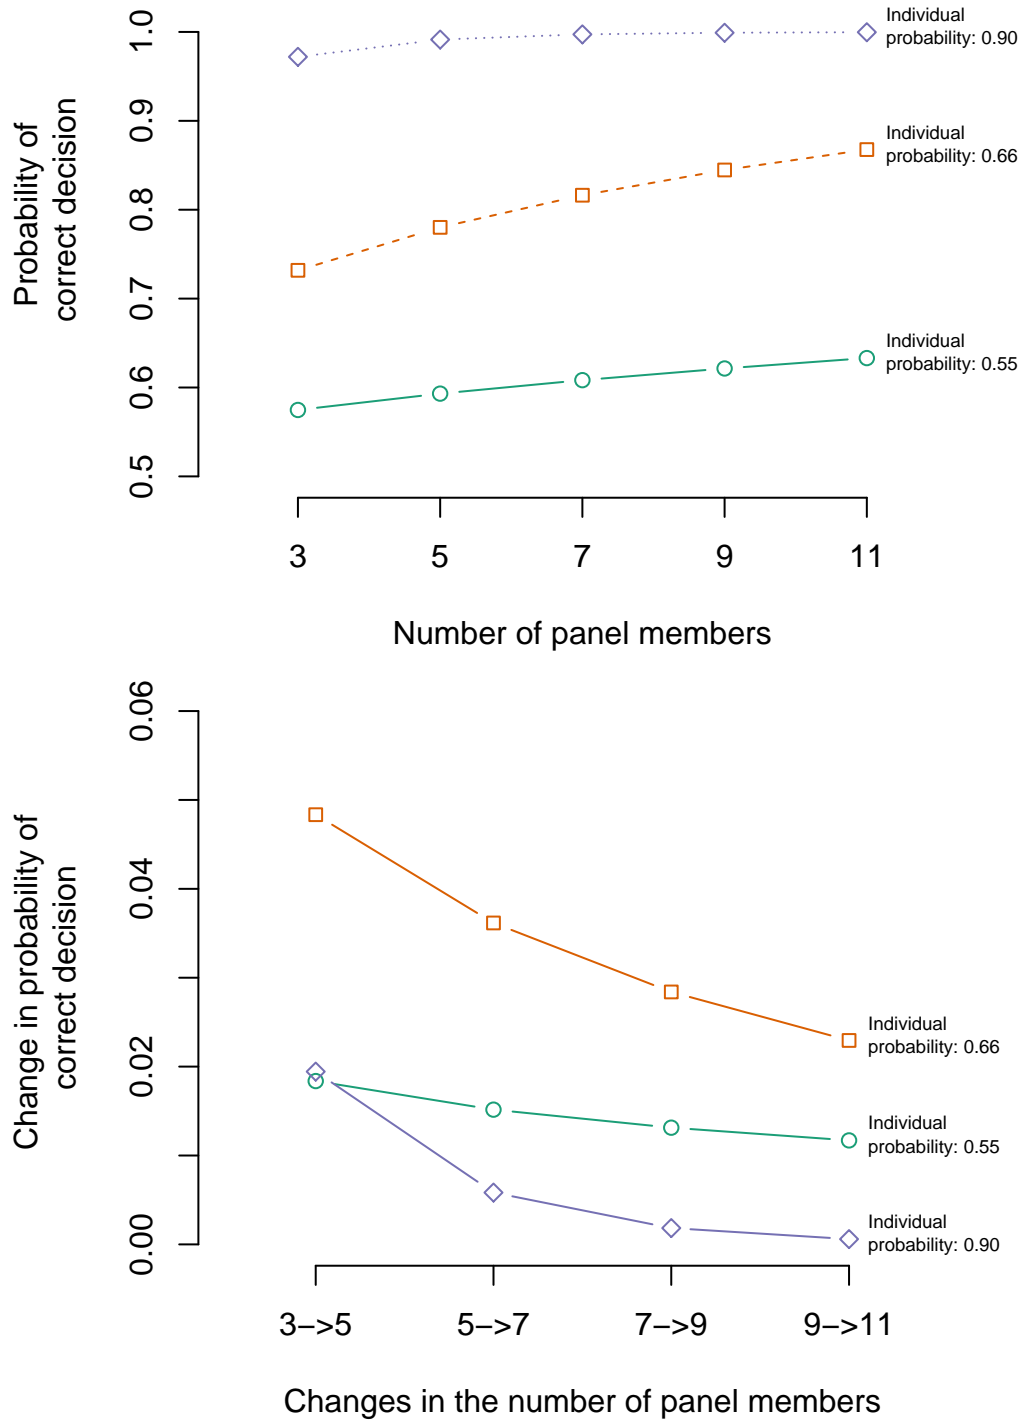 Probability of
correct decision
1.0
0.9
0.8
0.7
0.6
0.5
Individual
probability: 0.90
Individual
probability: 0.66
Individual
probability: 0.55
3 5 7 9 11
Number of panel members
Change in probability of
correct decision
0.06
0.04
0.02
0.00
Individual
probability: 0.66
Individual
probability: 0.55
Individual
probability: 0.90
3−>5 5−>7 7−>9 9−>11
Changes in the number of panel members